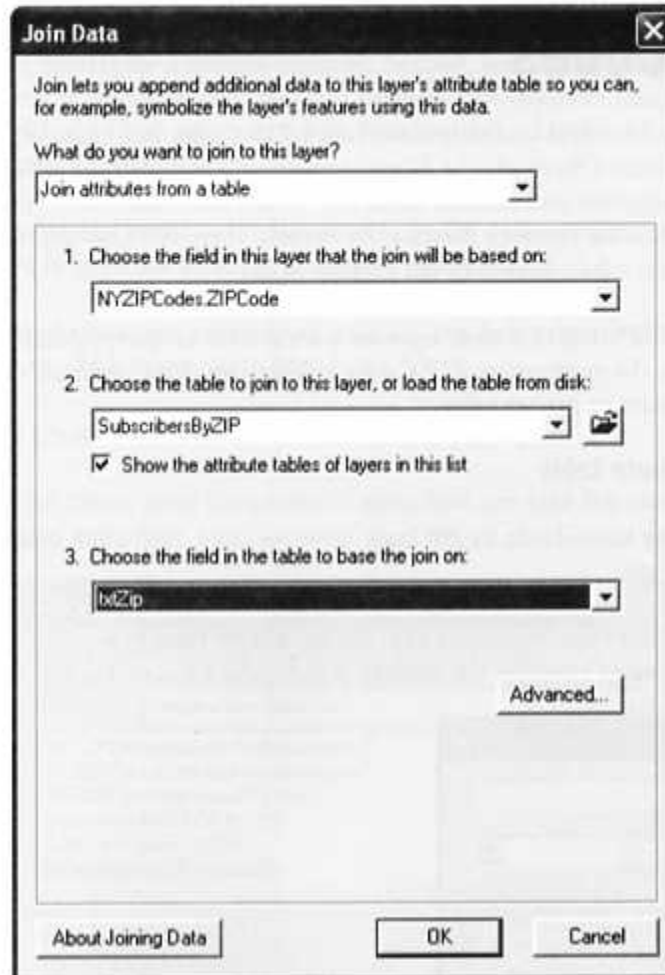 Join Data
Join lets you append additional data to this layer's attribute table so you can,
for example, symbolize the layer's features using this data.
What do you want to join to this layer?
Join attributes from a table
1. Choose the field in this layer that the join will be based on:
NYZIPCodes.ZIPCode
2. Choose the table to join to this layer, or load the table from disk:
SubscribersByZIP
Show the attribute tables of layers in this list
3. Choose the field in the table to base the join on:
txtZip
Advanced...
About Joining Data
OK
Cancel